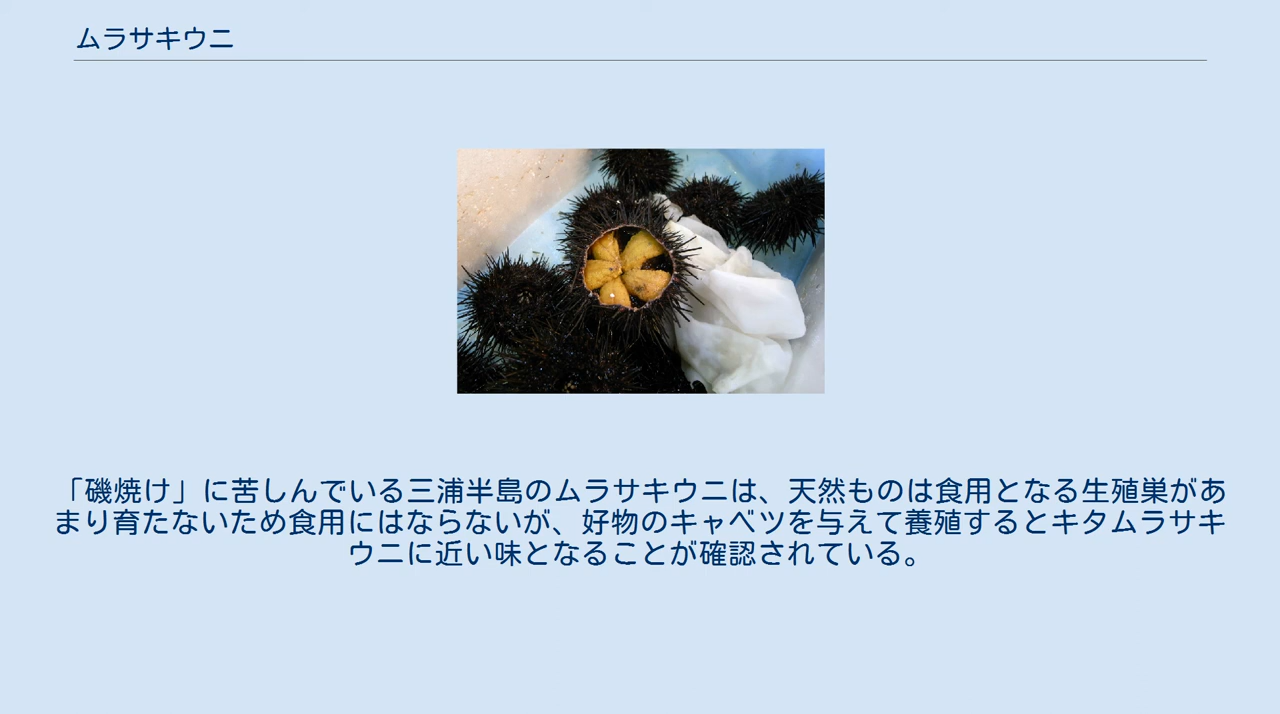 ムラサキウニ
「磯焼け」に苦しんでいる三浦半島のムラサキウニは、天然ものは食用となる生殖巣があ
まり育たないため食用にはならないが、好物のキャベツを与えて養殖するとキタムラサキ
ウニに近い味となることが確認されている。